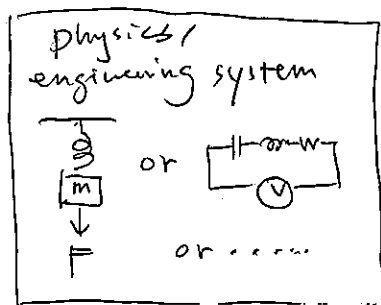 physics/
engineering system
m
or
V
F
or .....